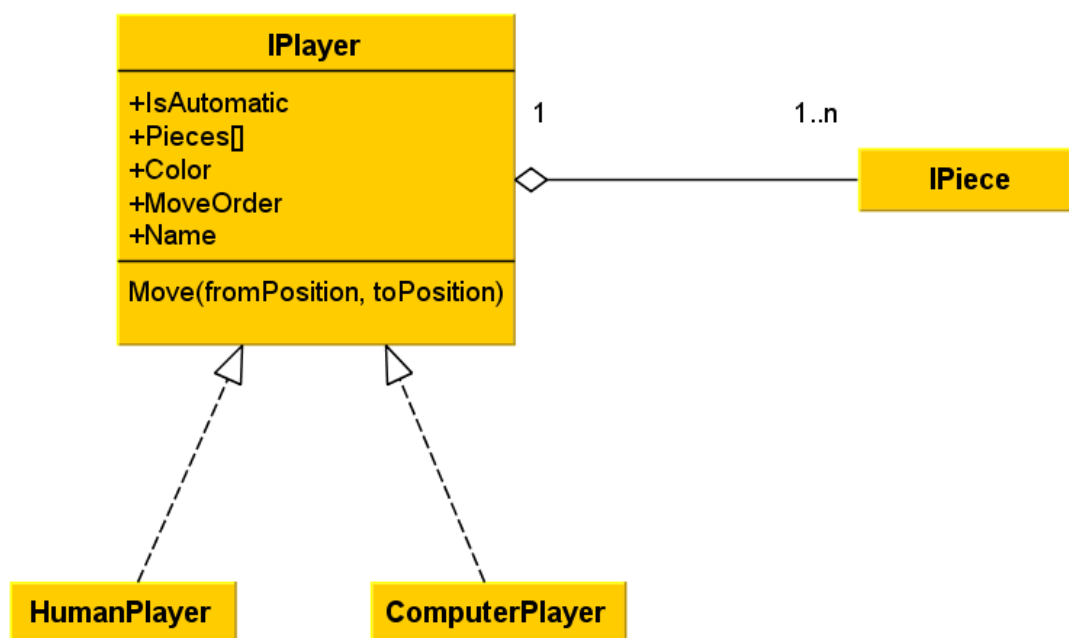 IPlayer
+IsAutomatic
+Pieces[]
+Color
+MoveOrder
+Name
Move(fromPosition, toPosition)
1
1..n
IPiece
HumanPlayer
ComputerPlayer